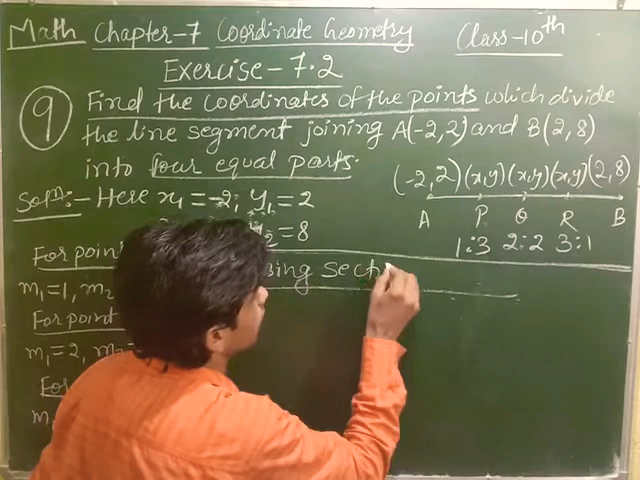 Math Chapter-7 Coordinate Geometry Class-10th
Exercise-7.2
9 Find the coordinates of the points which divide
the line segment joining A(-2,2) and B(2,8)
into four equal parts.
(-2,2) (x,y) (x,y) (x,y) (2,8)
A P Q R B
1:3 2:2 3:1
Solⁿ:- Here x₁ = -2; y₁ = 2
= 8
For point
sing sect
m₁=1, m₂
For point
m₁=2, m₂=